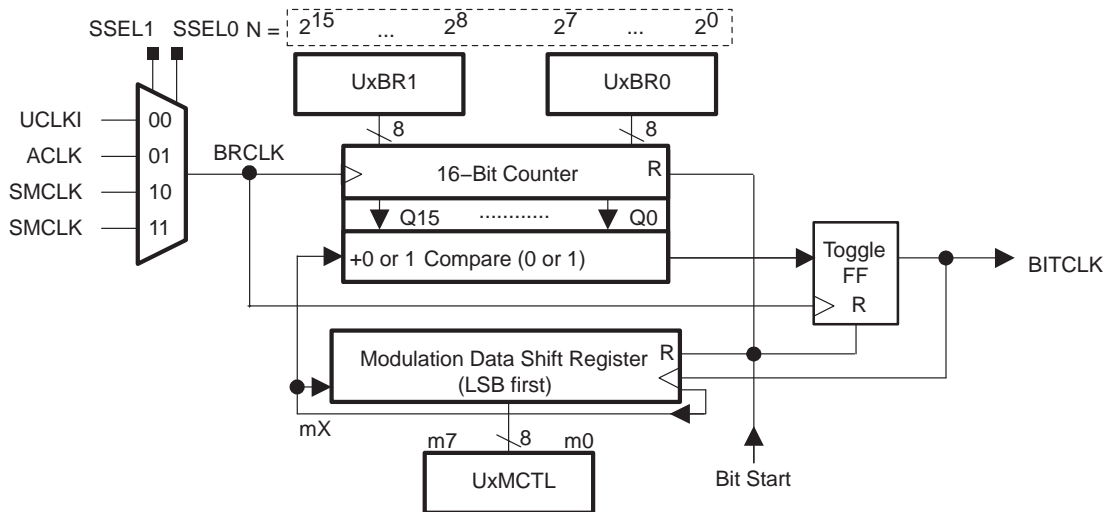 SSEL1 SSEL0 N = 2^15 ... 2^8 2^7 ... 2^0
UxBR1 UxBR0
8 8
UCLKI 00
ACLK 01
SMCLK 10
SMCLK 11
BRCLK
16−Bit Counter R
Q15 ............ Q0
+0 or 1 Compare (0 or 1)
Toggle
FF
R
BITCLK
Modulation Data Shift Register R
(LSB first)
mX
m7 8 m0
UxMCTL
Bit Start